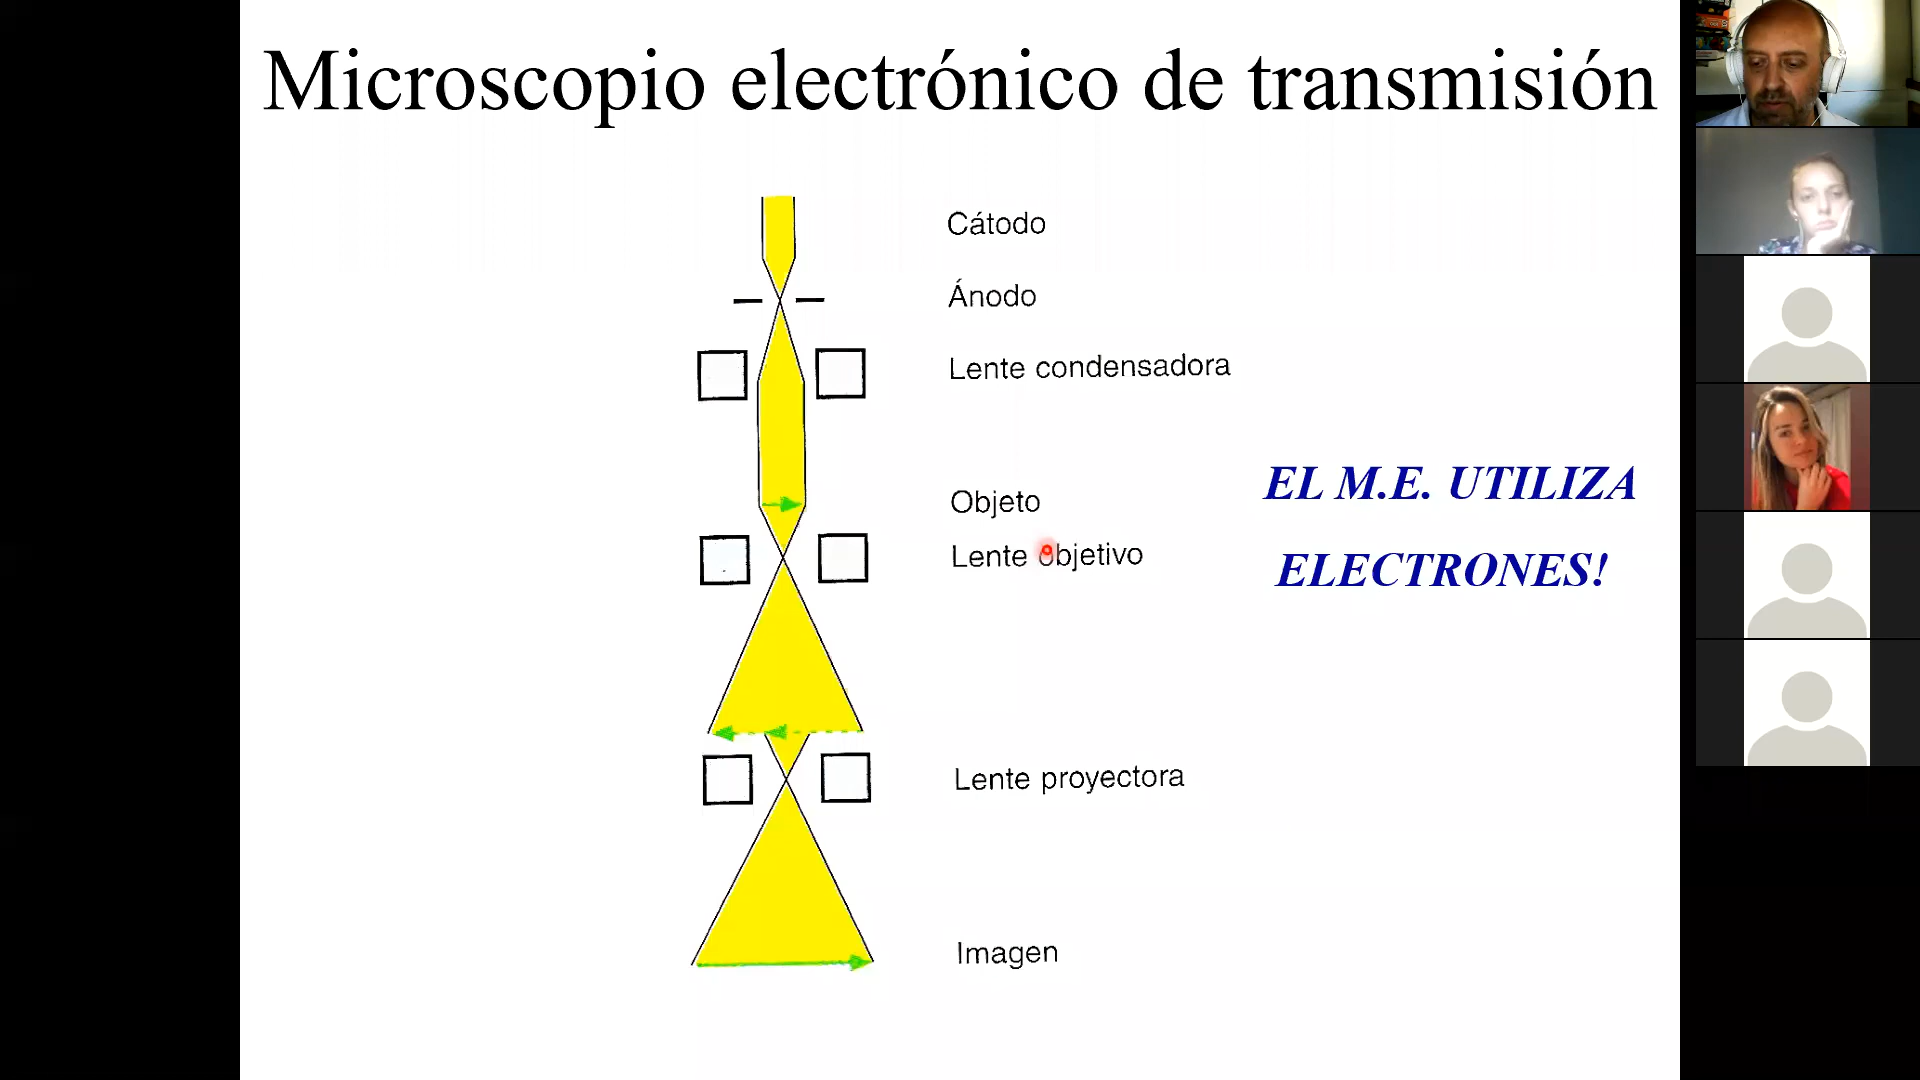 Microscopio electrónico de transmisión
Cátodo
Ánodo
Lente condensadora
Objeto
Lente objetivo
EL M.E. UTILIZA
ELECTRONES!
Lente proyectora
Imagen